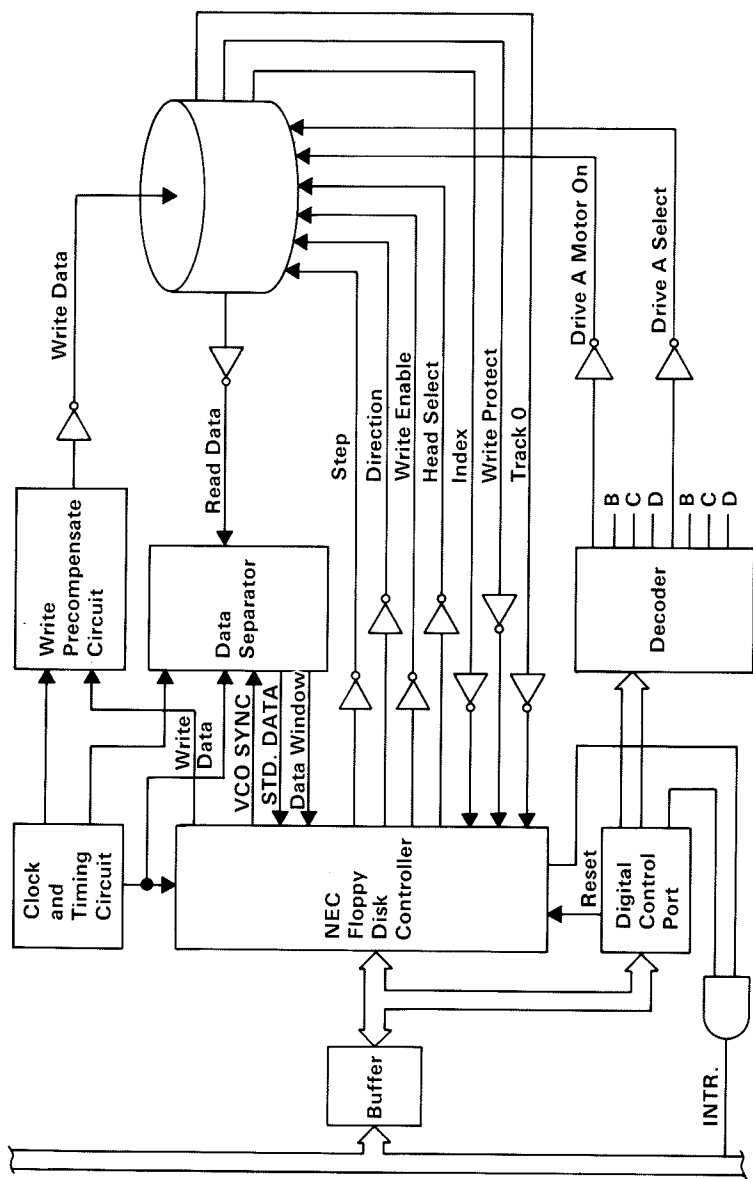 Write
Precompensate
Circuit
Write Data
Clock
and
Timing
Circuit
Write
Data
Data
Separator
Read Data
VCO SYNC
STD. DATA
Data Window
NEC
Floppy
Disk
Controller
Step
Direction
Write Enable
Head Select
Index
Write Protect
Track 0
Buffer
Reset
Digital
Control
Port
Decoder
B
C
D
B
C
D
Drive A Motor On
Drive A Select
INTR.